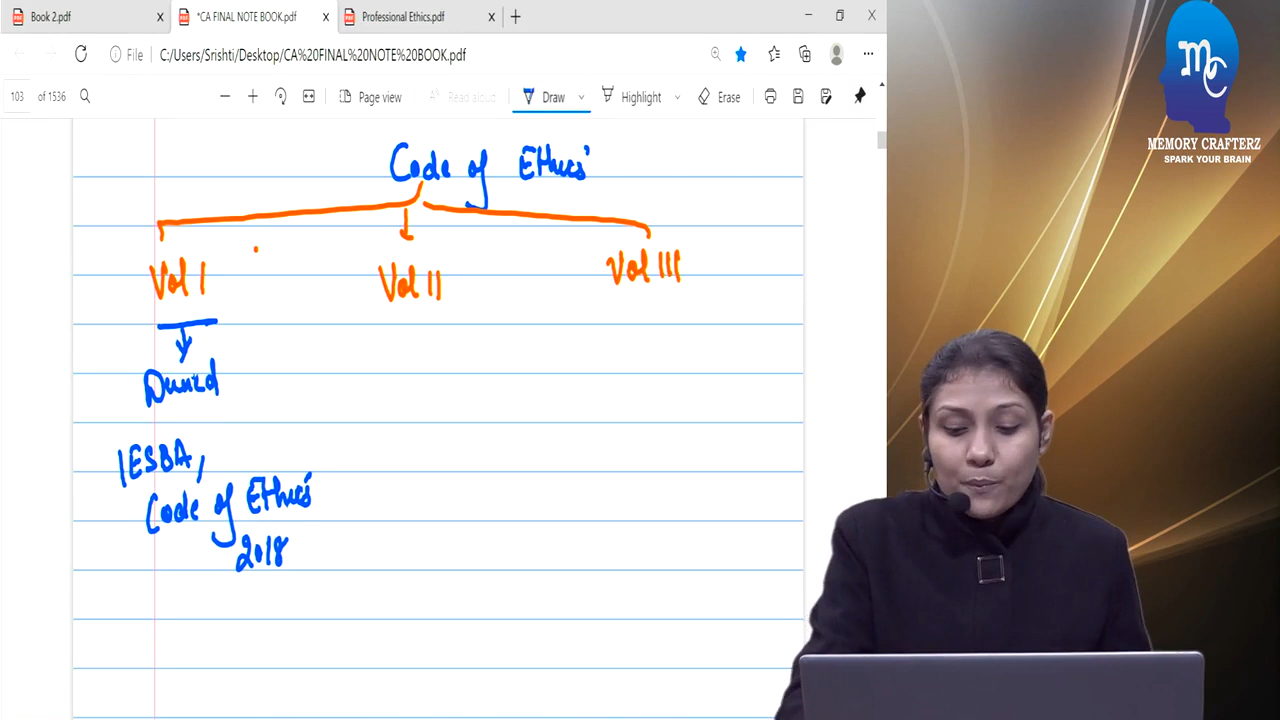 Book 2.pdf
*CA FINAL NOTE BOOK.pdf
Professional Ethics.pdf
File C:/Users/Srishti/Desktop/CA%20FINAL%20NOTE%20BOOK.pdf
103 of 1536 Page view Read aloud Draw Highlight Erase
MC
MEMORY CRAFTERZ
SPARK YOUR BRAIN
Code of Ethics
Vol I Vol II Vol III
IESBA,
Code of Ethics
2018